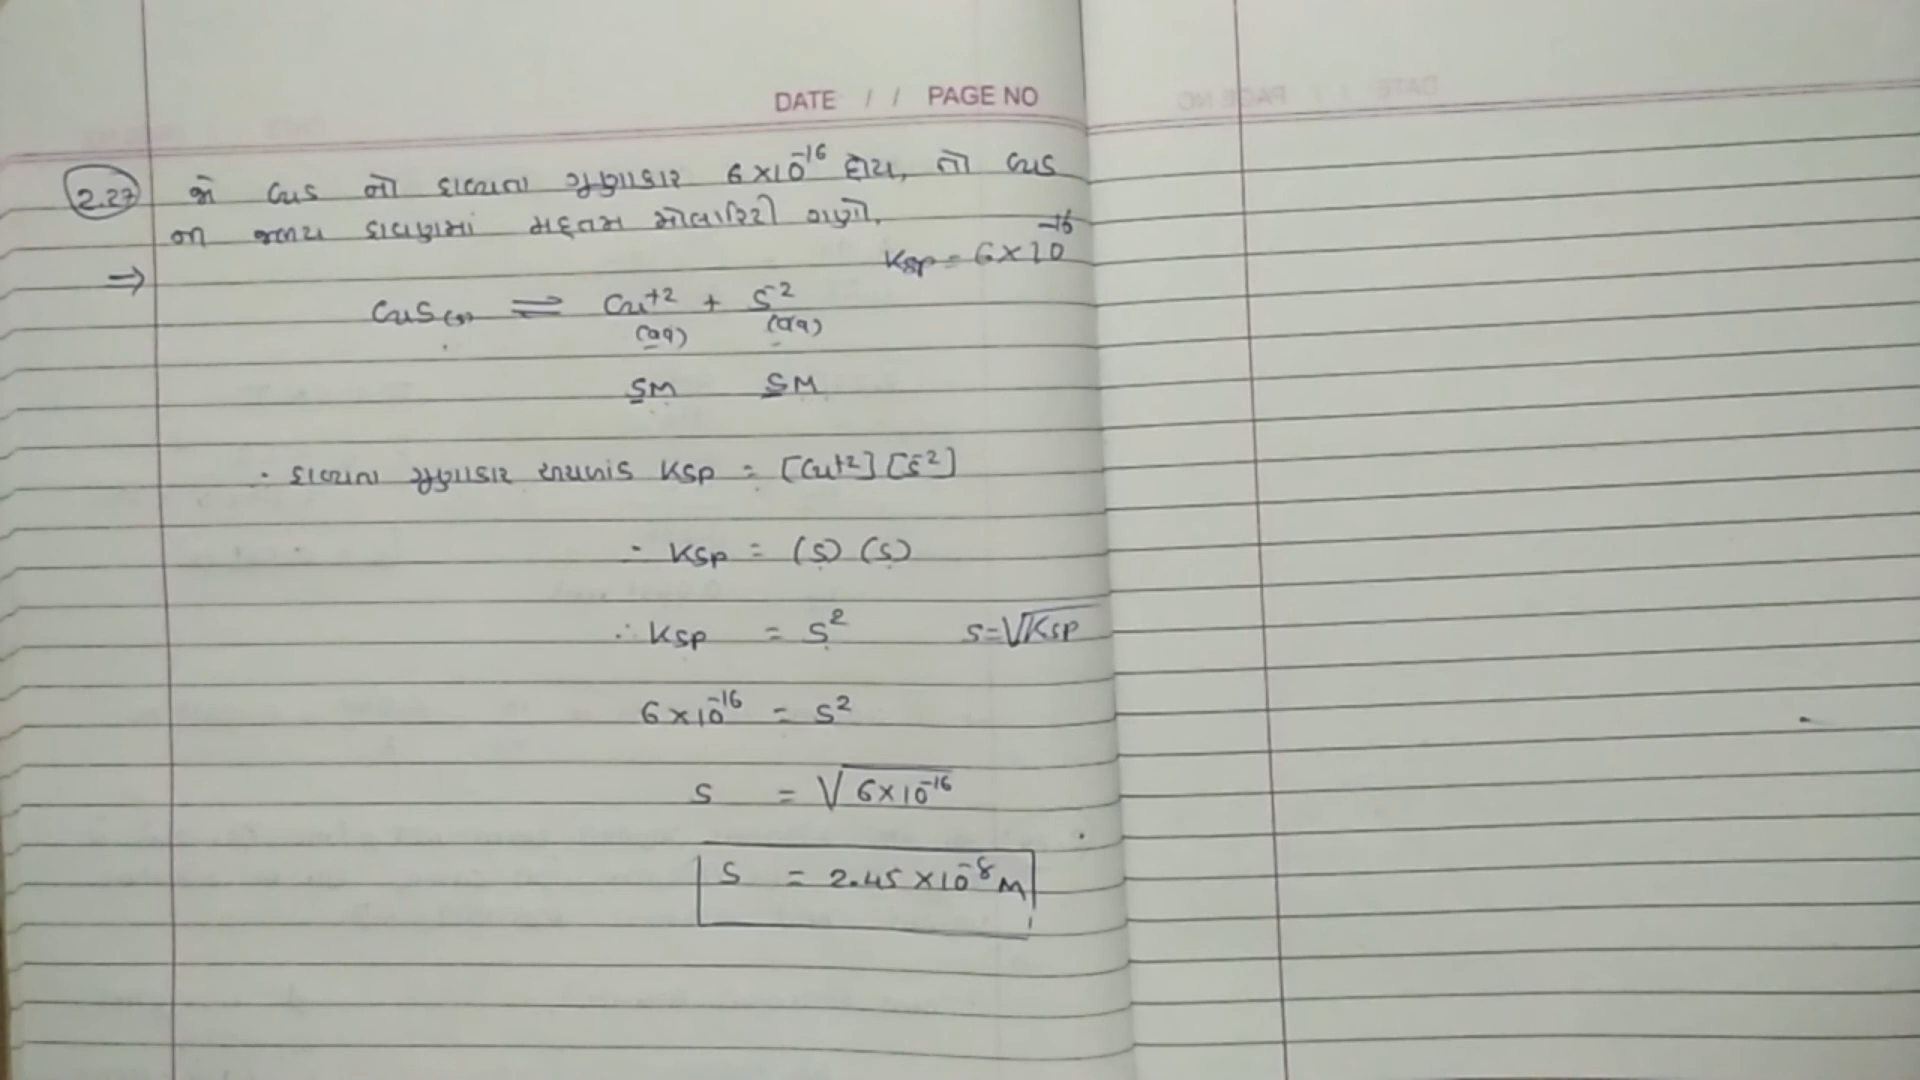 DATE / / PAGE NO
2.27 જો CuS નો દ્રાવ્યતા ગુણાકાર 6×10⁻¹⁶ હોય, તો CuS
ના જલીય દ્રાવણમાં મહત્તમ મોલારિટી ગણો.
Ksp = 6×10⁻¹⁶
⇒
CuS(s) ⇌ Cu⁺² + S⁻²
(aq) (aq)
SM SM
∴ દ્રાવ્યતા ગુણાકાર અચળાંક Ksp = [Cu⁺²] [S⁻²]
∴ Ksp = (S) (S)
∴ Ksp = S² S=√Ksp
6×10⁻¹⁶ = S²
S = √6×10⁻¹⁶
S = 2.45×10⁻⁸ M